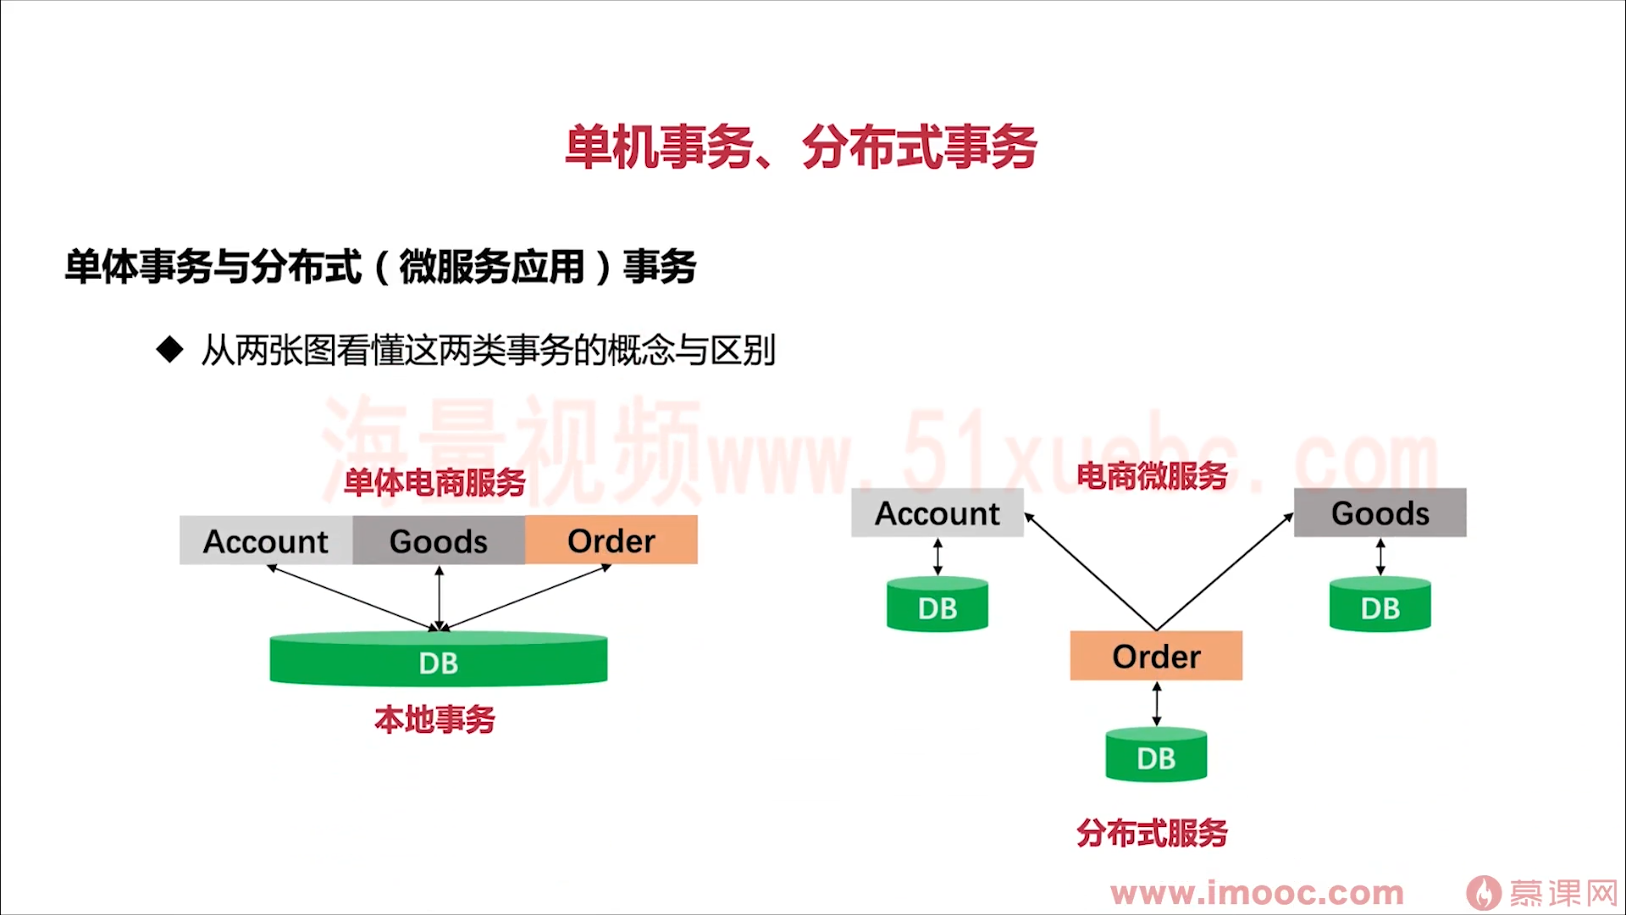 单机事务、分布式事务
单体事务与分布式（微服务应用）事务
◆ 从两张图看懂这两类事务的概念与区别
海量视频www.51xuebc.com
单体电商服务
Account Goods Order
DB
本地事务
电商微服务
Account Goods
DB DB
Order
DB
分布式服务
www.imooc.com 慕课网